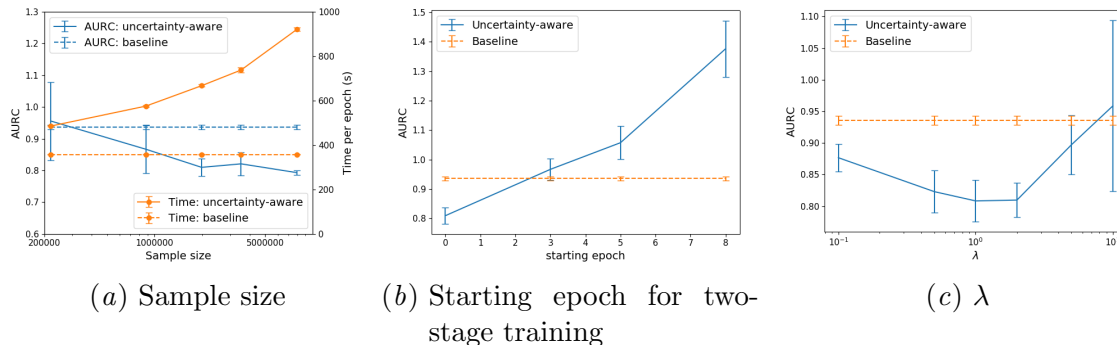 1.3
1.2
1.1
1.0
0.9
0.8
0.7
0.6
AURC
AURC: uncertainty-aware
AURC: baseline
Time: uncertainty-aware
Time: baseline
1000
800
600
400
200
0
Time per epoch (s)
200000
1000000
5000000
Sample size
(a) Sample size
1.5
1.4
1.3
1.2
1.1
1.0
0.9
0.8
AURC
Uncertainty-aware
Baseline
0 1 2 3 4 5 6 7 8
starting epoch
(b) Starting epoch for two-
stage training
1.10
1.05
1.00
0.95
0.90
0.85
0.80
AURC
Uncertainty-aware
Baseline
10⁻¹
10⁰
10
λ
(c) λ